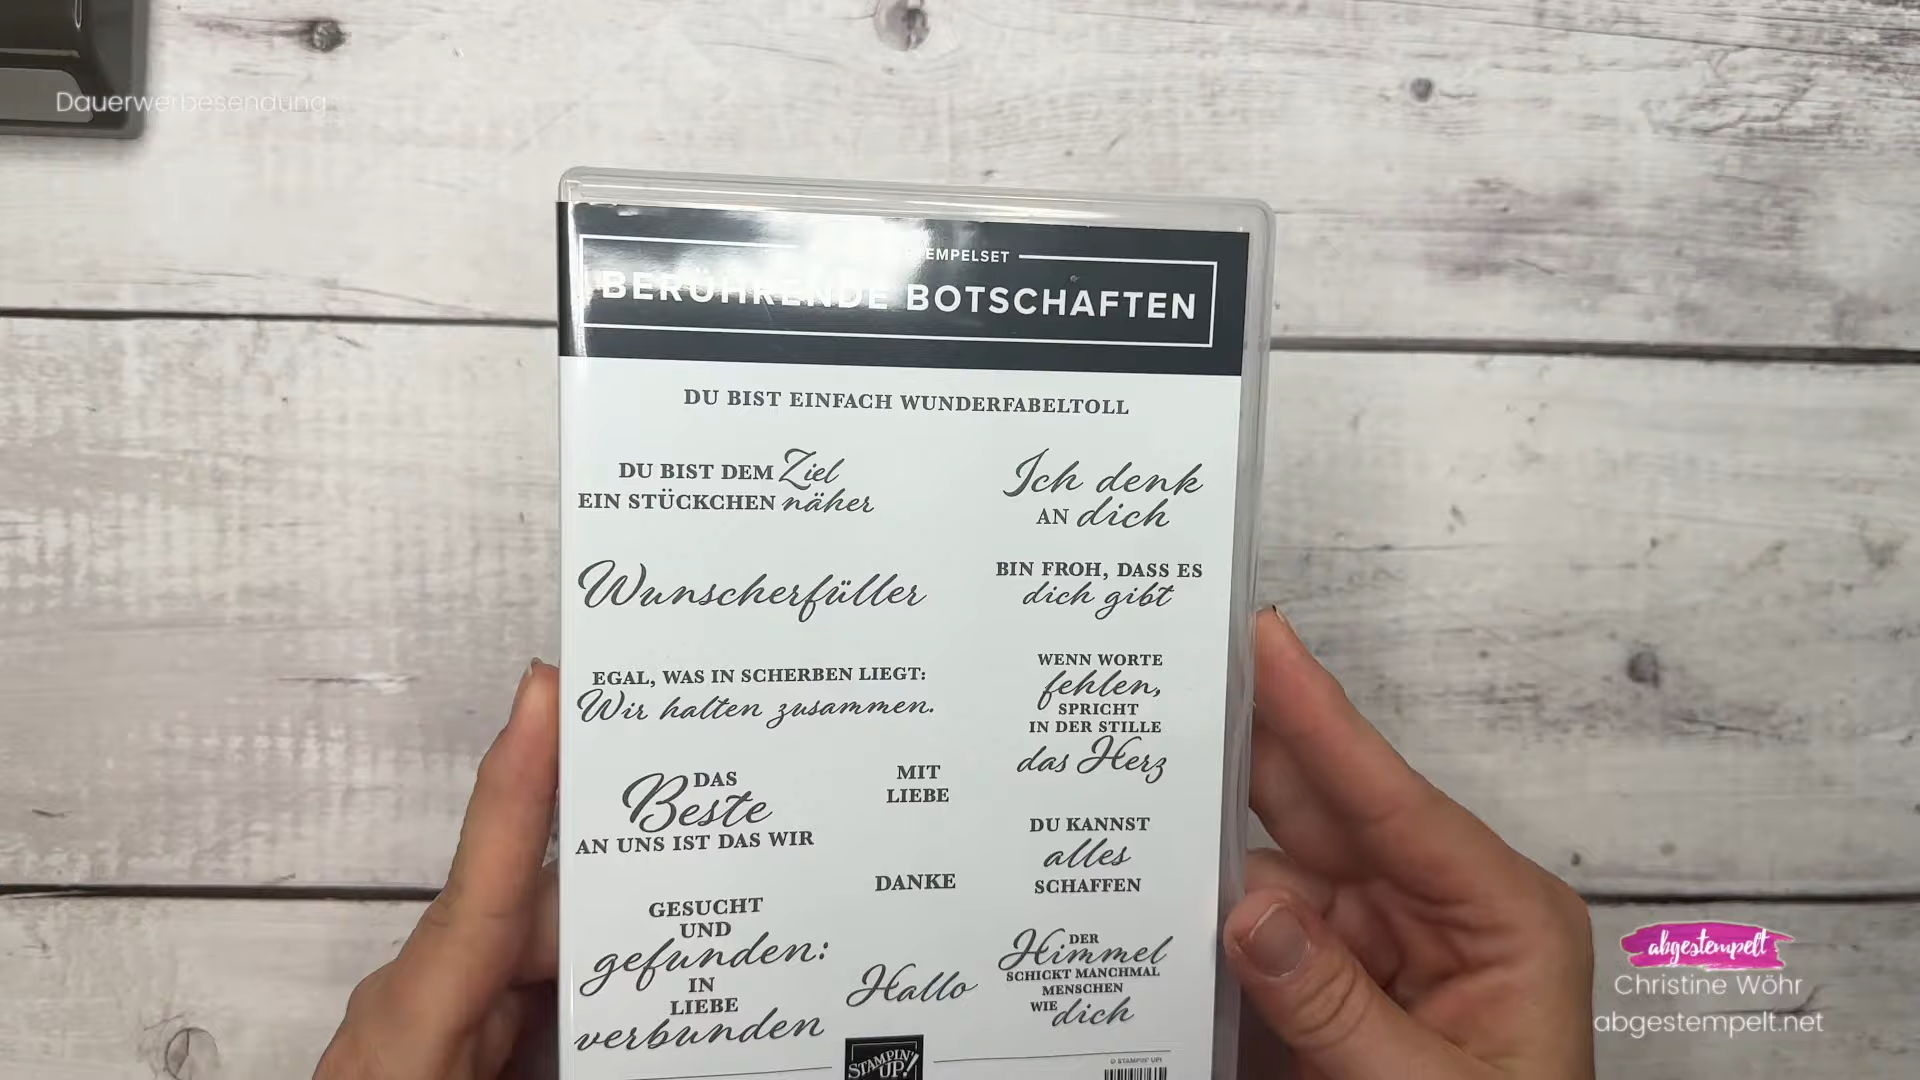 Dauerwerbesendung
BERÜHRENDE BOTSCHAFTEN
DU BIST EINFACH WUNDERFABELTOLL
DU BIST DEM Ziel
EIN STÜCKCHEN näher
Ich denk
AN dich
Wunscherfüller
BIN FROH, DASS ES
dich gibt
EGAL, WAS IN SCHERBEN LIEGT:
Wir halten zusammen.
WENN WORTE
fehlen,
SPRICHT
IN DER STILLE
das Herz
DAS
Beste
AN UNS IST DAS WIR
MIT
LIEBE
DU KANNST
alles
SCHAFFEN
DANKE
GESUCHT
UND
gefunden:
IN
LIEBE
verbunden
Hallo
DER
Himmel
SCHICKT MANCHMAL
MENSCHEN
WIE dich
STAMPIN'
UP!
© STAMPIN' UP!
abgestempelt
Christine Wöhr
abgestempelt.net